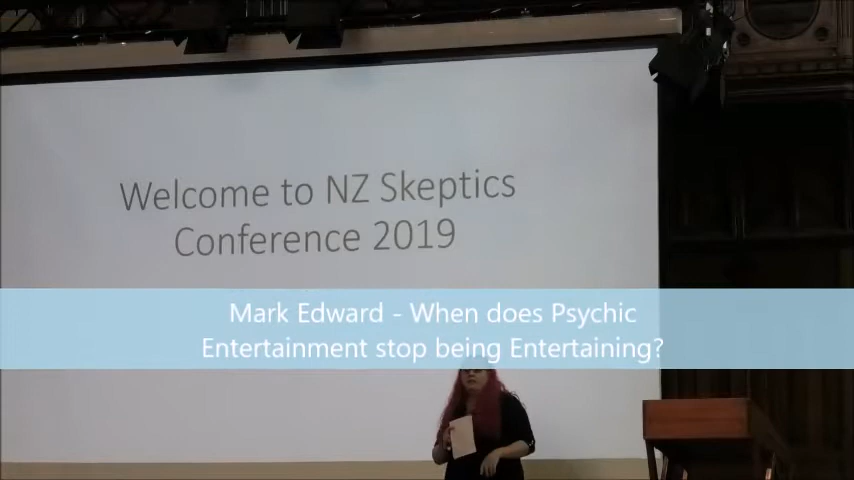 Welcome to NZ Skeptics
Conference 2019
Mark Edward - When does Psychic
Entertainment stop being Entertaining?